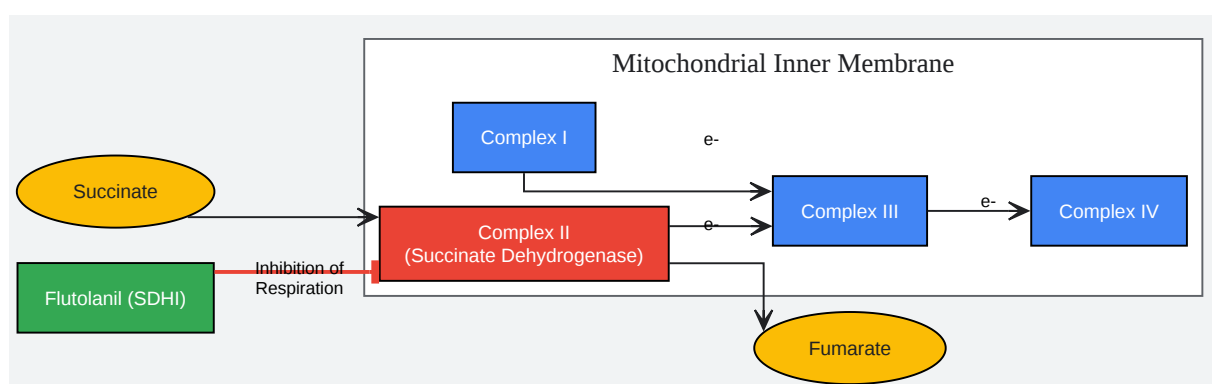 Mitochondrial Inner Membrane
Complex I
e-
Succinate
Complex III
e-
Complex IV
Complex II
(Succinate Dehydrogenase)
e-
Inhibition of
Respiration
Flutolanil (SDHI)
Fumarate